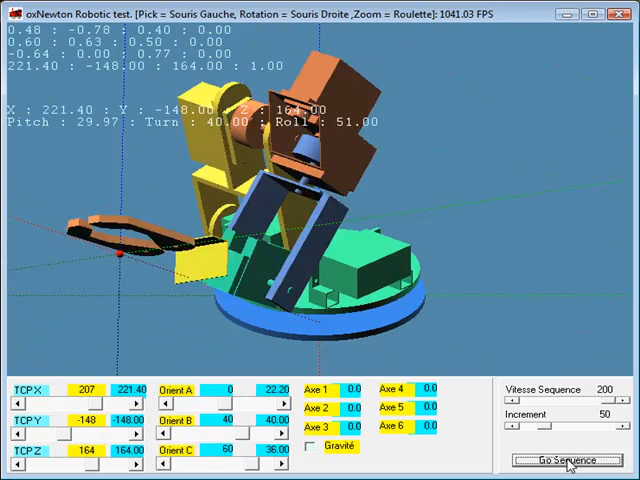 oxNewton Robotic test. [Pick = Souris Gauche, Rotation = Souris Droite ,Zoom = Roulette] : 1041.03 FPS
0.48 : -0.78 : 0.40 : 0.00
0.60 : 0.63 : 0.50 : 0.00
-0.64 : 0.00 : 0.77 : 0.00
221.40 : -148.00 : 164.00 : 1.00
X : 221.40 : Y : -148.00 : Z : 164.00
Pitch : 29.97 : Turn : 40.00 : Roll : 51.00
TCP X 207 221.40 Orient A 0 22.20 Axe 1 0.0 Axe 4 0.0 Vitesse Sequence 200
Axe 2 0.0 Axe 5 0.0
TCP Y -148 -148.00 Orient B 40 40.00 Increment 50
Axe 3 0.0 Axe 6 0.0
Gravité
TCP Z 164 164.00 Orient C 60 36.00 Go Sequence